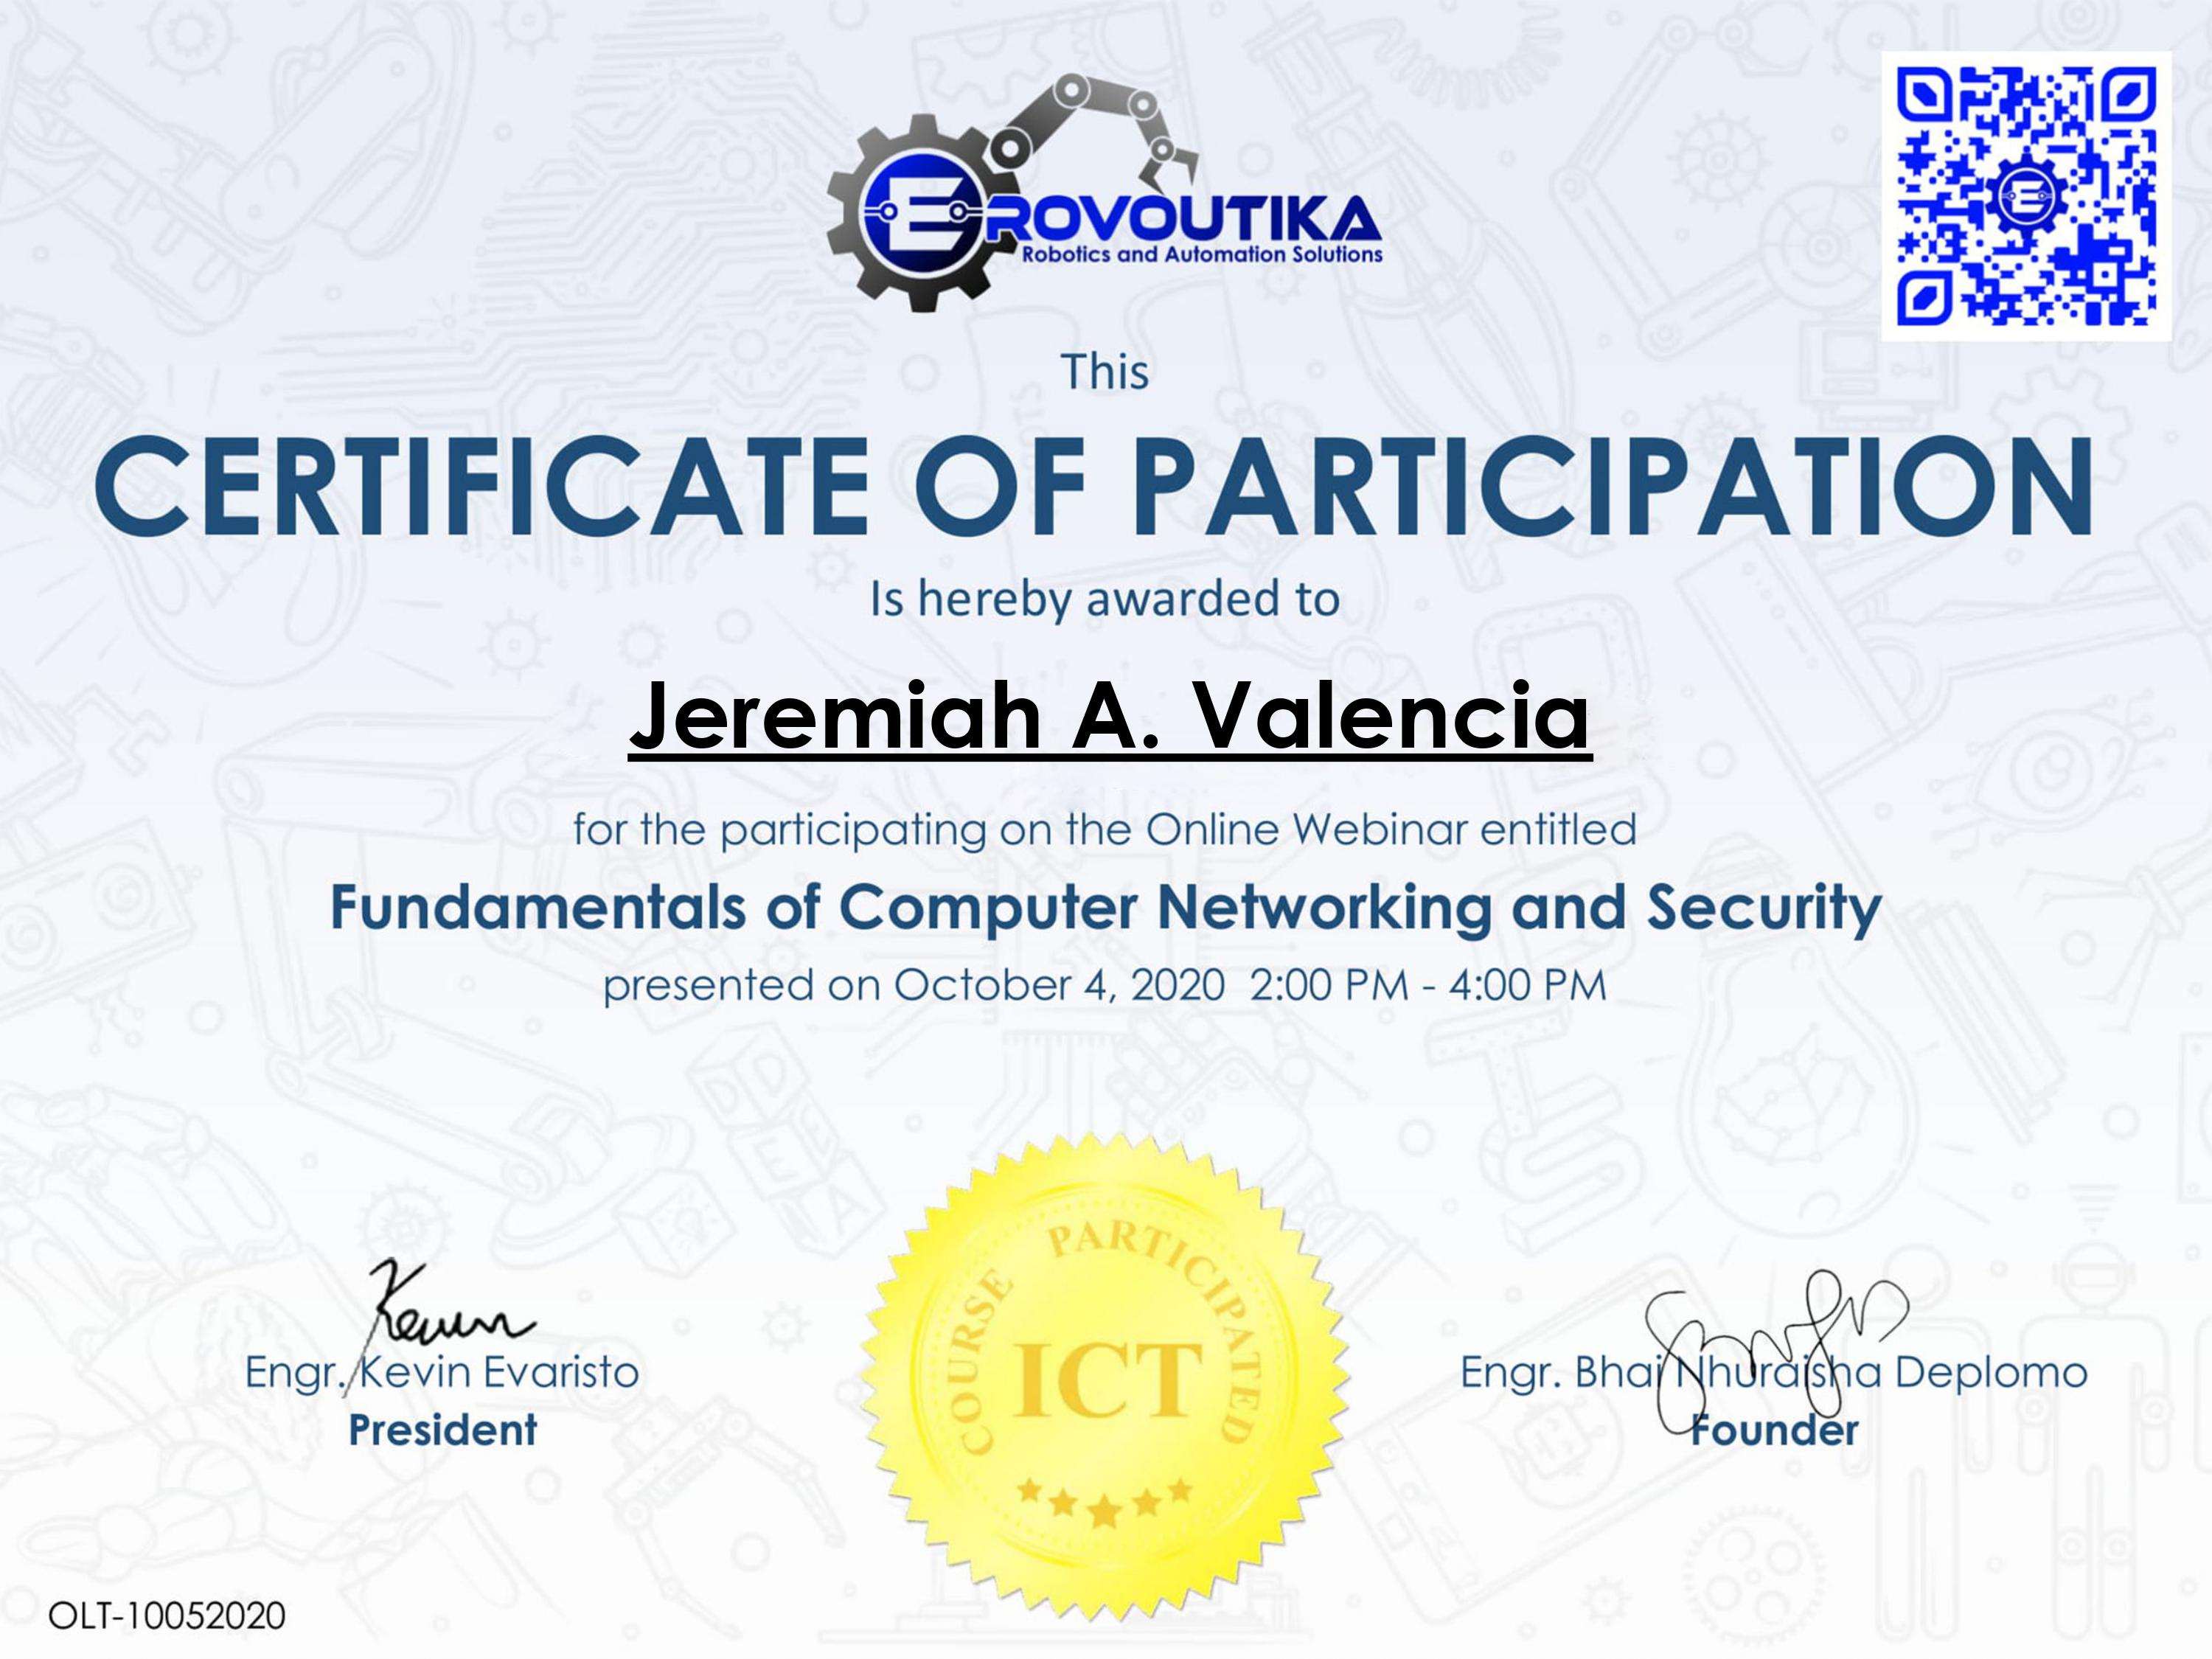 EROVOUTIKA
Robotics and Automation Solutions
This
CERTIFICATE OF PARTICIPATION
Is hereby awarded to
Jeremiah A. Valencia
for the participating on the Online Webinar entitled
Fundamentals of Computer Networking and Security
presented on October 4, 2020 2:00 PM - 4:00 PM
Kevin
Engr. Kevin Evaristo
President
COURSE PARTICIPATED
ICT
Engr. Bhai Nhuraisha Deplomo
Founder
OLT-10052020